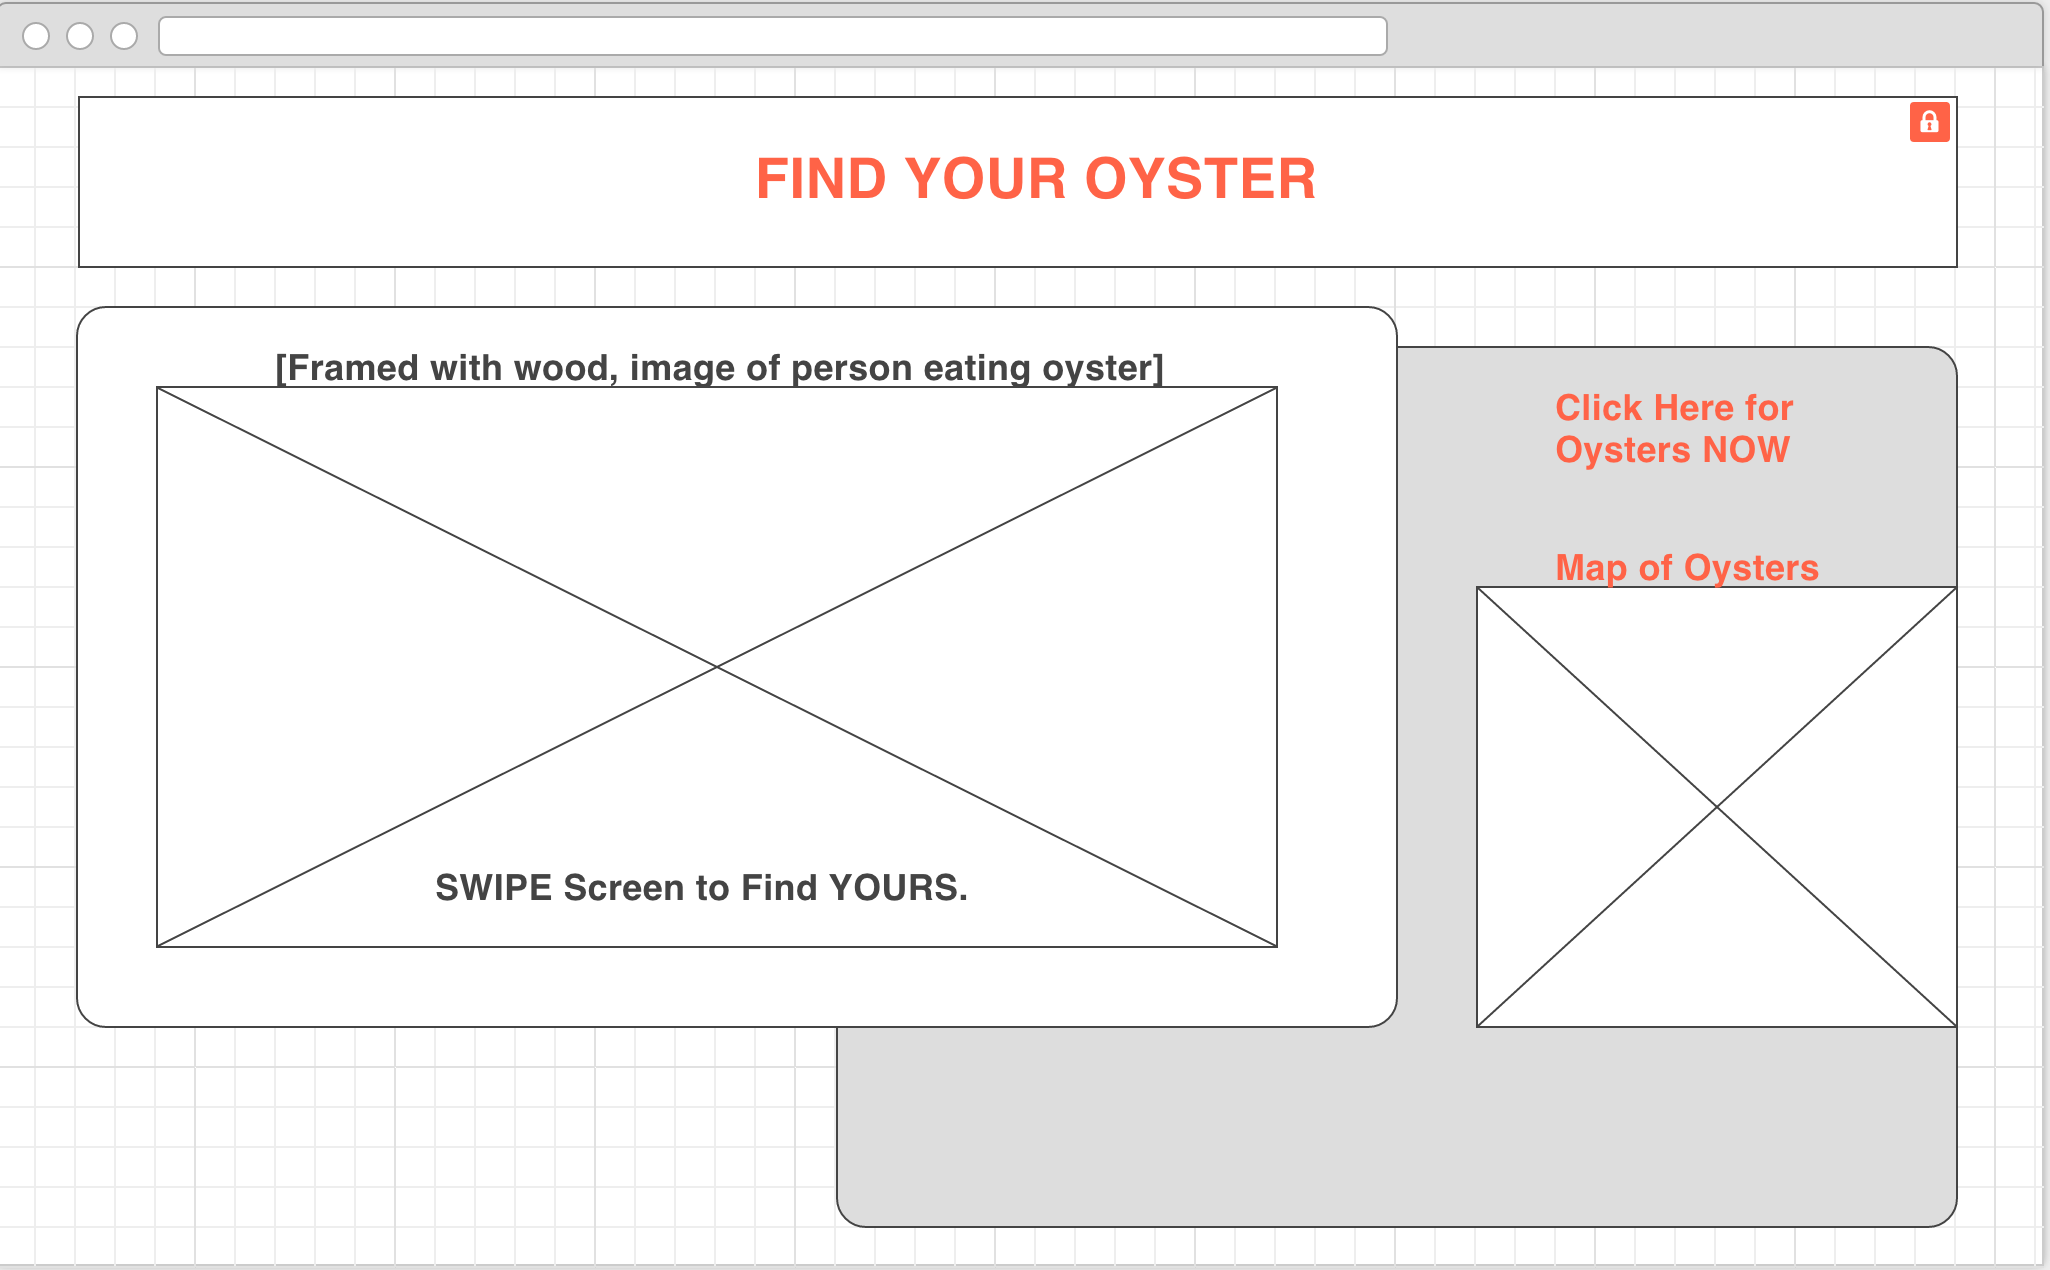 FIND YOUR OYSTER
[Framed with wood, image of person eating oyster]
SWIPE Screen to Find YOURS.
Click Here for
Oysters NOW
Map of Oysters